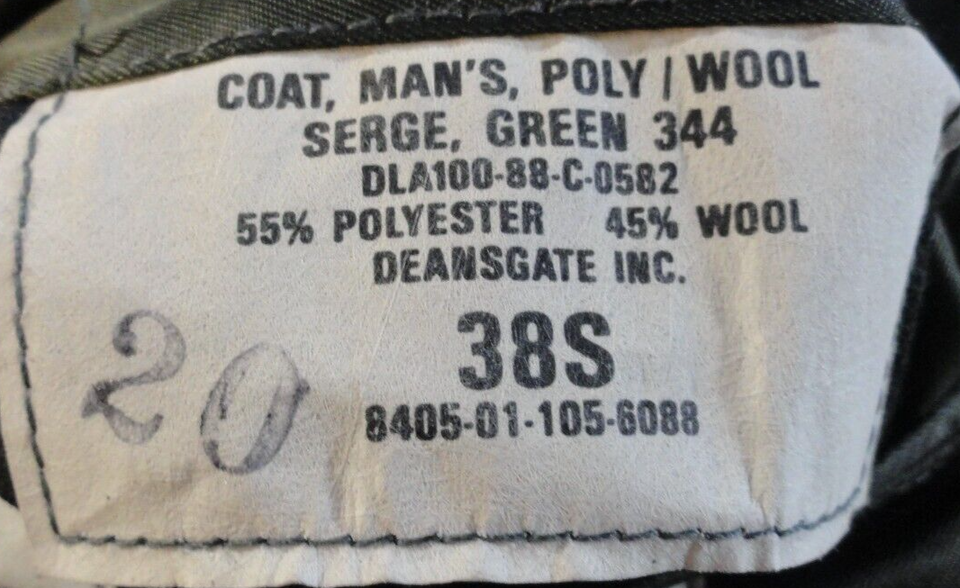 COAT, MAN'S, POLY / WOOL
SERGE, GREEN 344
DLA100-88-C-0582
55% POLYESTER 45% WOOL
DEANSGATE INC.
38S
20
8405-01-105-6088